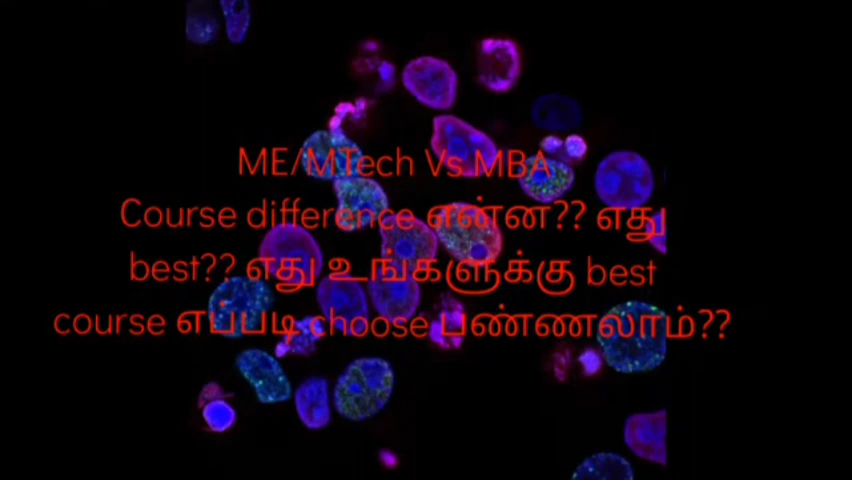 ME/MTech Vs MBA
Course difference என்ன?? எது
best?? எது உங்களுக்கு best
course எப்படி choose பண்ணலாம்??